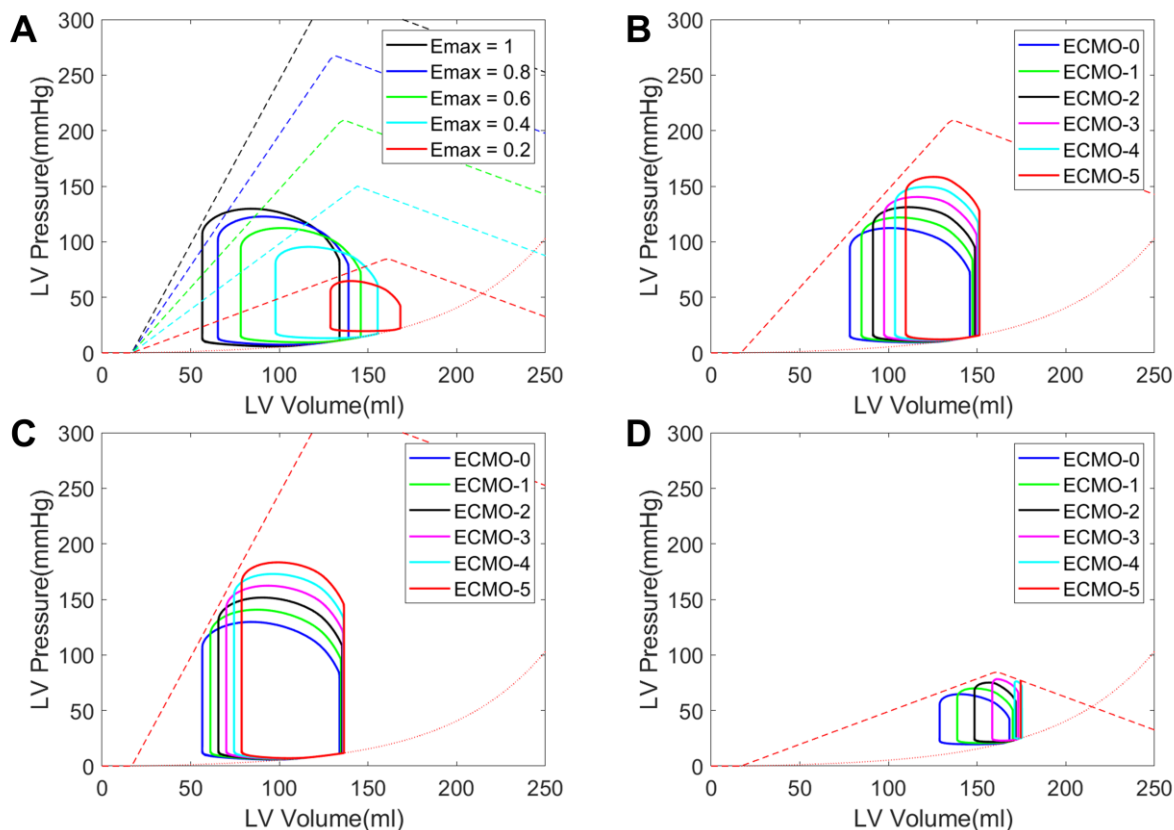 A
300
250
200
150
100
50
0
LV Pressure(mmHg)
0 50 100 150 200 250
LV Volume(ml)
Emax = 1
Emax = 0.8
Emax = 0.6
Emax = 0.4
Emax = 0.2
B
300
250
200
150
100
50
0
LV Pressure(mmHg)
0 50 100 150 200 250
LV Volume(ml)
ECMO-0
ECMO-1
ECMO-2
ECMO-3
ECMO-4
ECMO-5
C
300
250
200
150
100
50
0
LV Pressure(mmHg)
0 50 100 150 200 250
LV Volume(ml)
ECMO-0
ECMO-1
ECMO-2
ECMO-3
ECMO-4
ECMO-5
D
300
250
200
150
100
50
0
LV Pressure(mmHg)
0 50 100 150 200 250
LV Volume(ml)
ECMO-0
ECMO-1
ECMO-2
ECMO-3
ECMO-4
ECMO-5